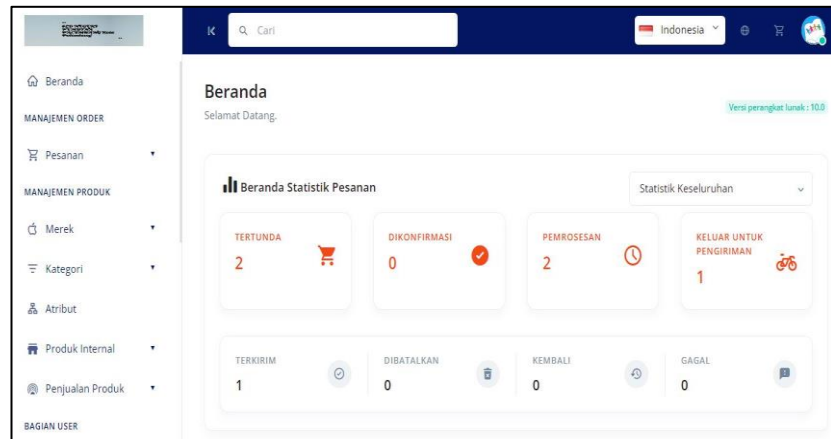 Cari
Indonesia
Beranda
MANAJEMEN ORDER
Pesanan
MANAJEMEN PRODUK
Merek
Kategori
Atribut
Produk Internal
Penjualan Produk
BAGIAN USER
Beranda
Selamat Datang.
Versi perangkat lunak : 10.0
Beranda Statistik Pesanan
Statistik Keseluruhan
TERTUNDA
2
DIKONFIRMASI
0
PEMROSESAN
2
KELUAR UNTUK
PENGIRIMAN
1
TERKIRIM
1
DIBATALKAN
0
KEMBALI
0
GAGAL
0